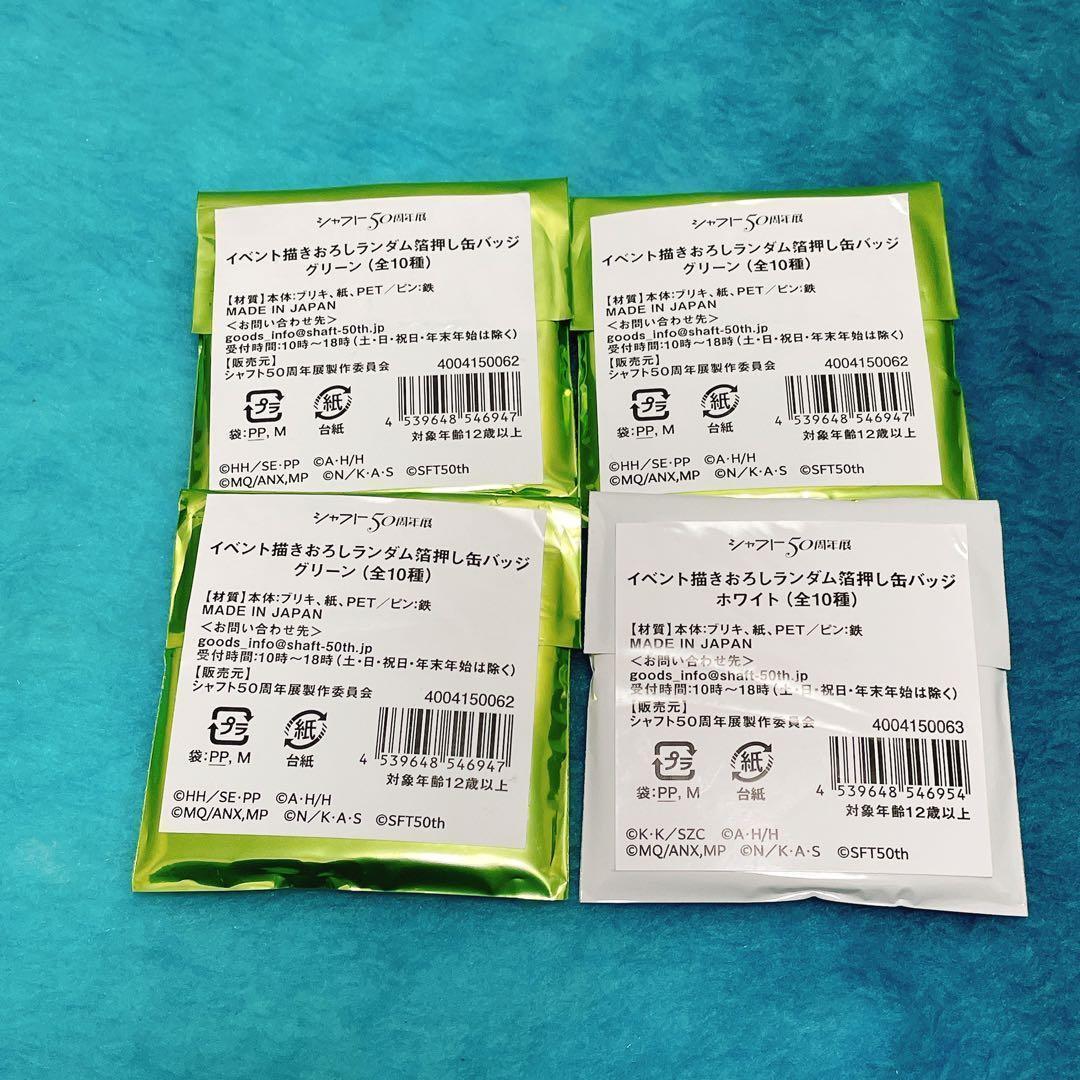 シャフト50周年展
イベント描きおろしランダム箔押し缶バッジ
グリーン（全10種）
【材質】本体:ブリキ、紙、PET／ピン:鉄
MADE IN JAPAN
＜お問い合わせ先＞
goods_info@shaft-50th.jp
受付時間:10時～18時（土・日・祝日・年末年始は除く）
【販売元】
シャフト50周年展製作委員会
4004150062
プラ
紙
袋:PP, M
台紙
4 539648 546947
対象年齢12歳以上
©HH/SE・PP ©A・H/H
©MQ/ANX,MP ©N/K・A・S ©SFT50th
シャフト50周年展
イベント描きおろしランダム箔押し缶バッジ
グリーン（全10種）
【材質】本体:ブリキ、紙、PET／ピン:鉄
MADE IN JAPAN
＜お問い合わせ先＞
goods_info@shaft-50th.jp
受付時間:10時～18時（土・日・祝日・年末年始は除く）
【販売元】
シャフト50周年展製作委員会
4004150062
プラ
紙
袋:PP, M
台紙
4 539648 546947
対象年齢12歳以上
©HH/SE・PP ©A・H/H
©MQ/ANX,MP ©N/K・A・S ©SFT50th
シャフト50周年展
イベント描きおろしランダム箔押し缶バッジ
グリーン（全10種）
【材質】本体:ブリキ、紙、PET／ピン:鉄
MADE IN JAPAN
＜お問い合わせ先＞
goods_info@shaft-50th.jp
受付時間:10時～18時（土・日・祝日・年末年始は除く）
【販売元】
シャフト50周年展製作委員会
4004150062
プラ
紙
袋:PP, M
台紙
4 539648 546947
対象年齢12歳以上
©HH/SE・PP ©A・H/H
©MQ/ANX,MP ©N/K・A・S ©SFT50th
シャフト50周年展
イベント描きおろしランダム箔押し缶バッジ
ホワイト（全10種）
【材質】本体:ブリキ、紙、PET／ピン:鉄
MADE IN JAPAN
＜お問い合わせ先＞
goods_info@shaft-50th.jp
受付時間:10時～18時（土・日・祝日・年末年始は除く）
【販売元】
シャフト50周年展製作委員会
4004150063
プラ
紙
袋:PP, M
台紙
4 539648 546954
対象年齢12歳以上
©K・K/SZC ©A・H/H
©MQ/ANX,MP ©N/K・A・S ©SFT50th